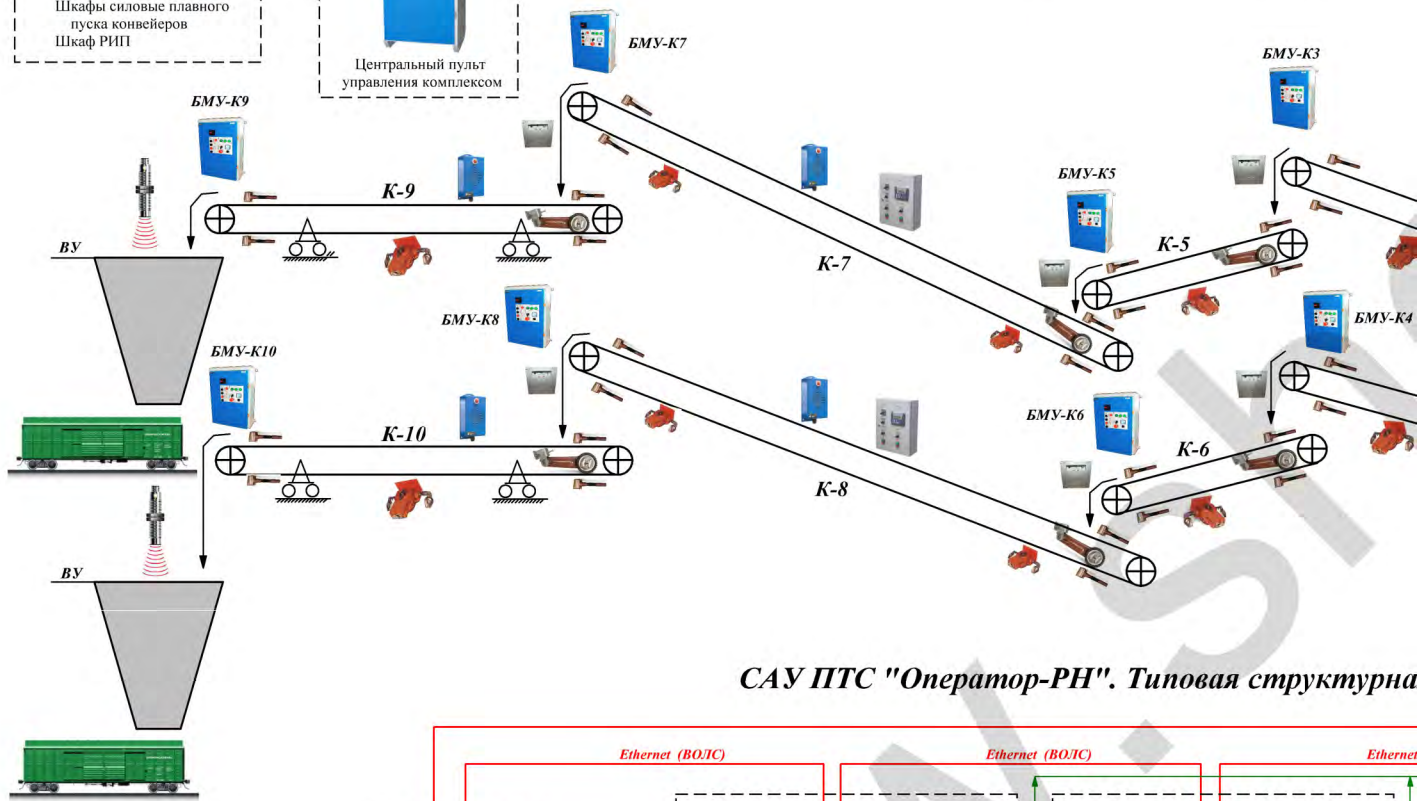 Шкафы силовые плавного
пуска конвейеров
Шкаф РИП
Центральный пульт
управления комплексом
БМУ-К7
БМУ-К3
БМУ-К9
БМУ-К5
К-9
К-5
ВУ
К-7
БМУ-К8
БМУ-К4
БМУ-К10
БМУ-К6
К-10
К-6
К-8
ВУ
САУ ПТС "Оператор-РН". Типовая структурна
Ethernet (ВОЛС)
Ethernet (ВОЛС)
Ethernet